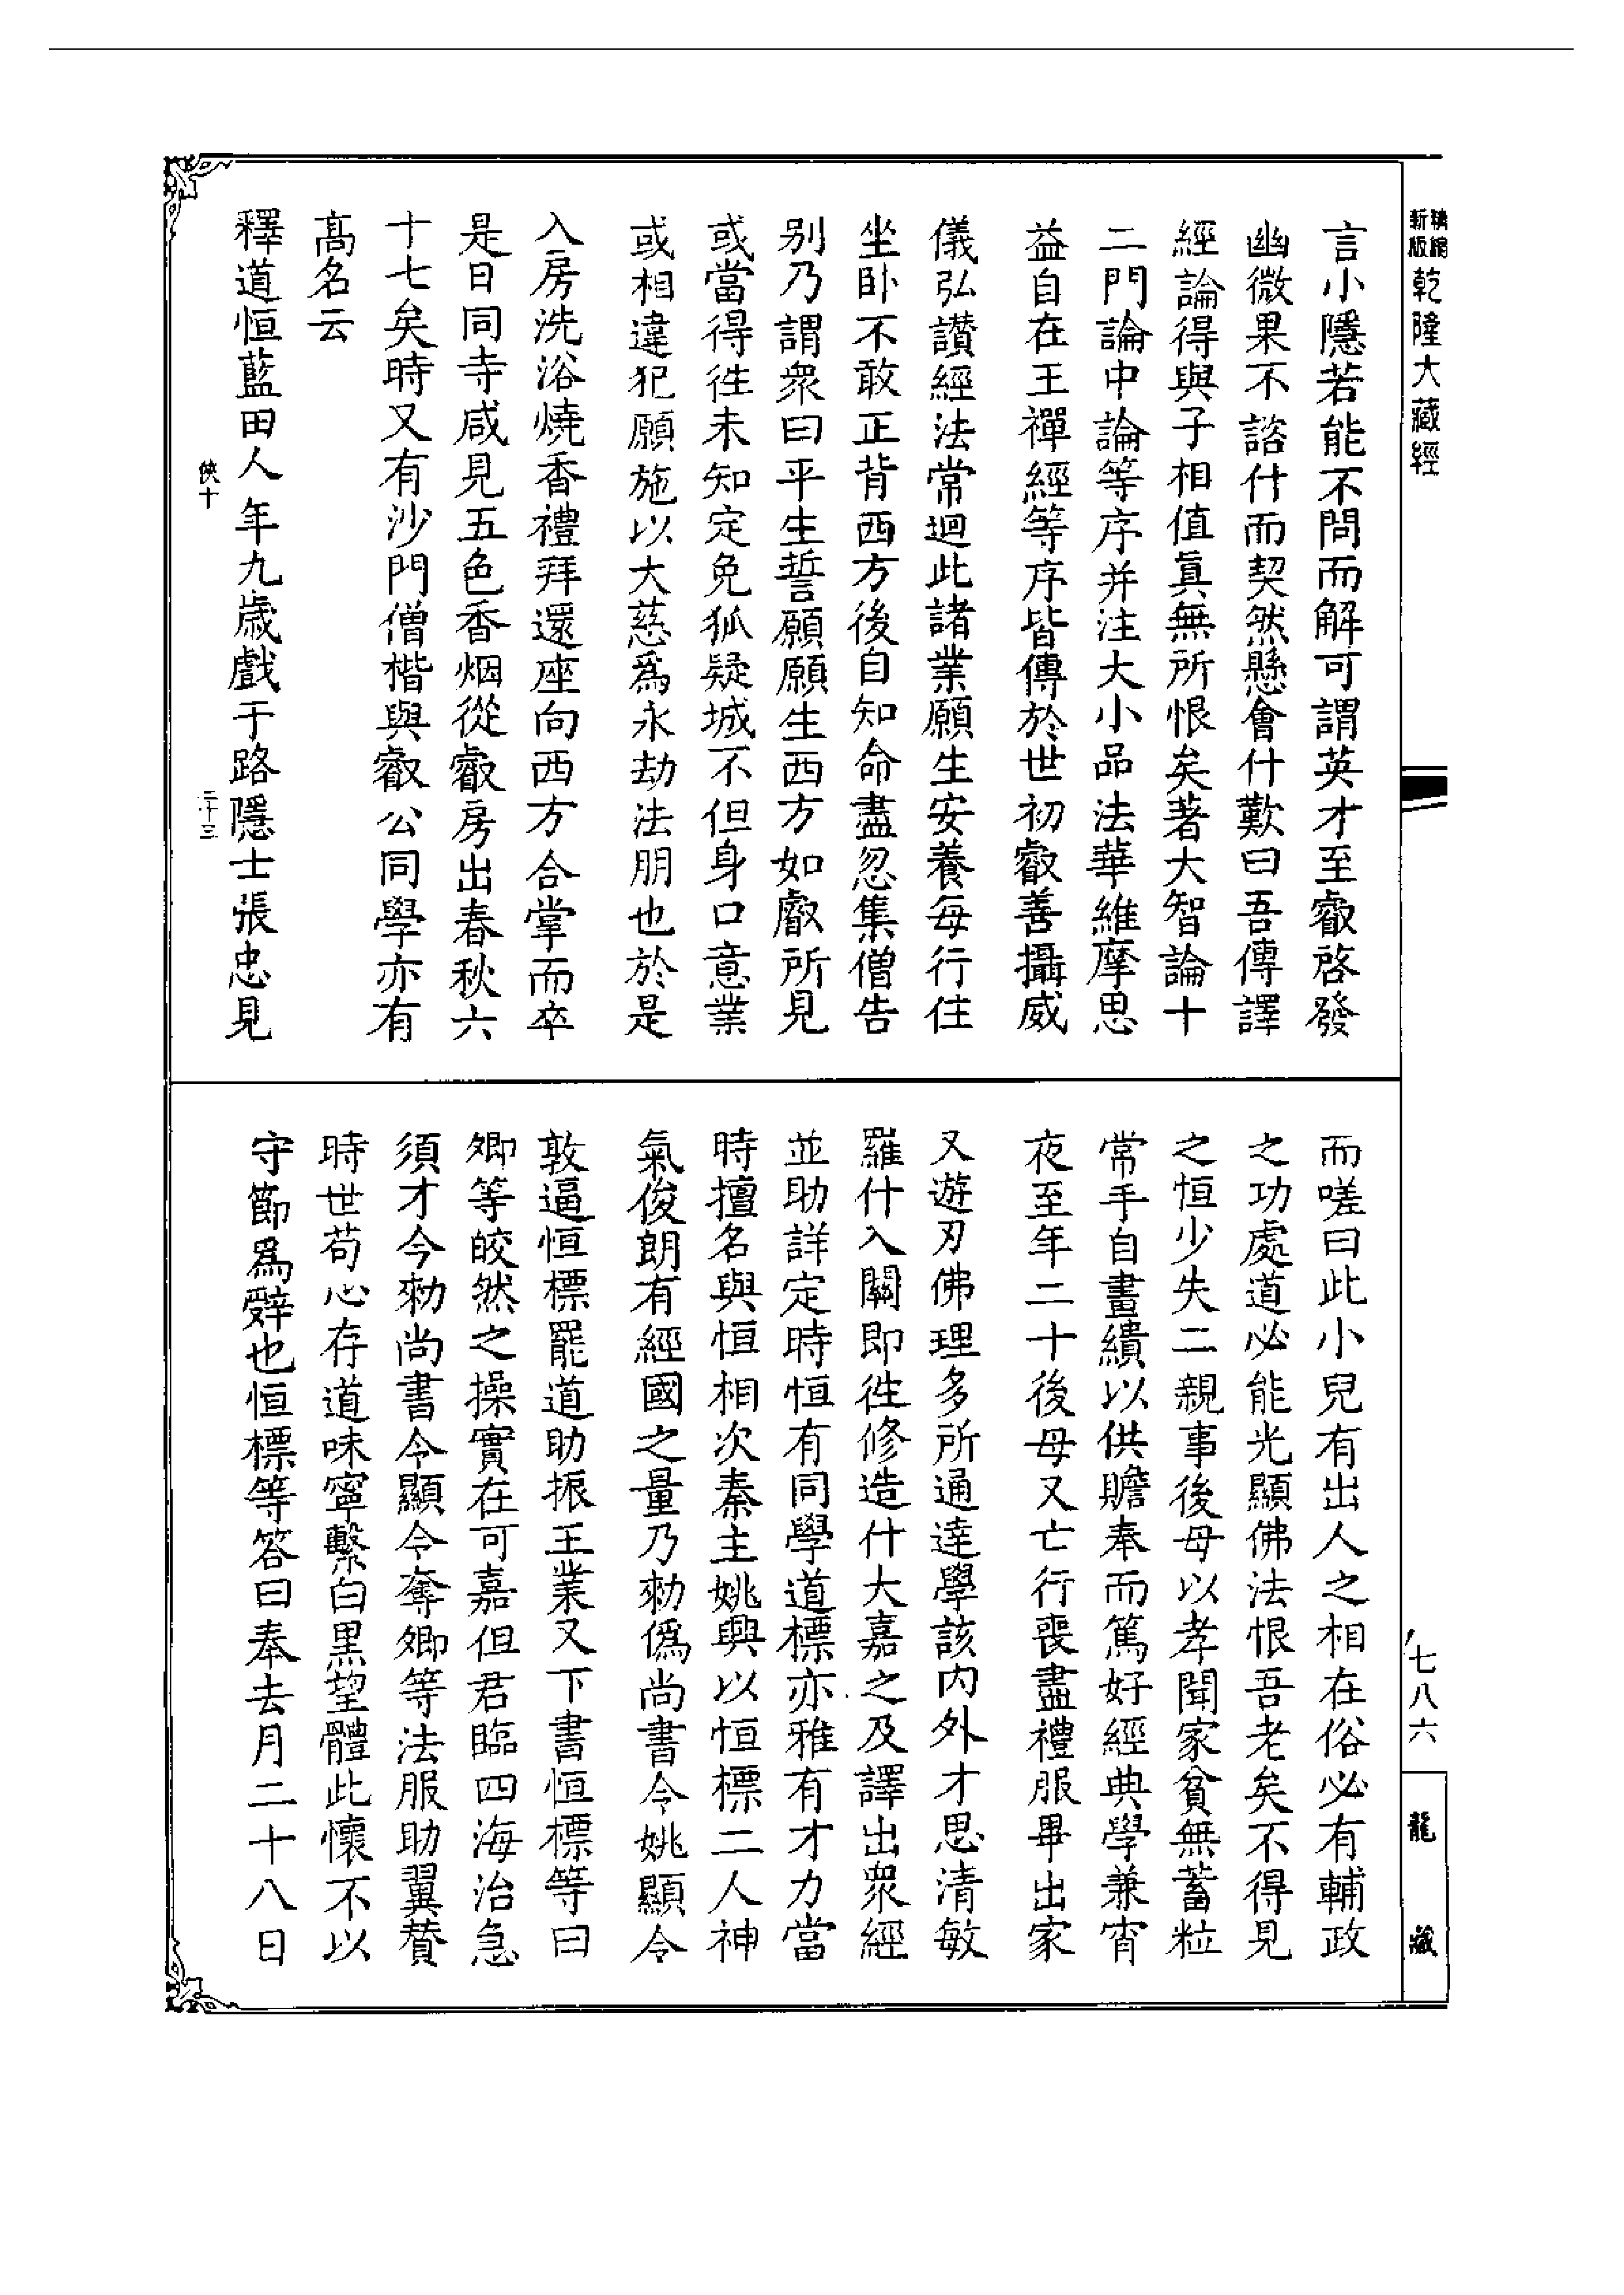 精縮新版 乾隆大藏經
言小隱若能不問而解可謂英才至叡啓發
幽微果不諮什而契然懸會什歎曰吾傳譯
經論得與子相值眞無所恨矣著大智論十
二門論中論等序并注大小品法華維摩思
益自在王禪經等序皆傳於世初叡善攝威
儀弘讃經法常迴此諸業願生安養每行住
坐卧不敢正背西方後自知命盡忽集僧告
别乃謂衆曰平生誓願願生西方如叡所見
或當得徃未知定免狐疑城不但身口意業
或相違犯願施以大慈爲永劫法朋也於是
入房洗浴燒香禮拜還座向西方合掌而卒
是日同寺咸見五色香烟從叡房出春秋六
十七矣時又有沙門僧楷與叡公同學亦有
髙名云
釋道恒藍田人年九歲戲于路隱士張忠見
俠十
二十三
而嗟曰此小兒有出人之相在俗必有輔政
之功處道必能光顯佛法恨吾老矣不得見
之恒少失二親事後母以孝聞家貧無蓄粒
常手自畫繢以供贍奉而篤好經典學兼宵
夜至年二十後母又亡行喪盡禮服畢出家
又遊刃佛理多所通達學該内外才思清敏
羅什入關即徃修造什大嘉之及譯出衆經
並助詳定時恒有同學道標亦雅有才力當
時擅名與恒相次秦主姚興以恒標二人神
氣俊朗有經國之量乃勑僞尚書令姚顯令
敦逼恒標罷道助振王業又下書恒標等曰
卿等皎然之操實在可嘉但君臨四海治急
須才今勑尚書令顯令奪卿等法服助翼贊
時世苟心存道味寧繫白黒望體此懷不以
守節爲辤也恒標等答曰奉去月二十八日
七八六
龍藏